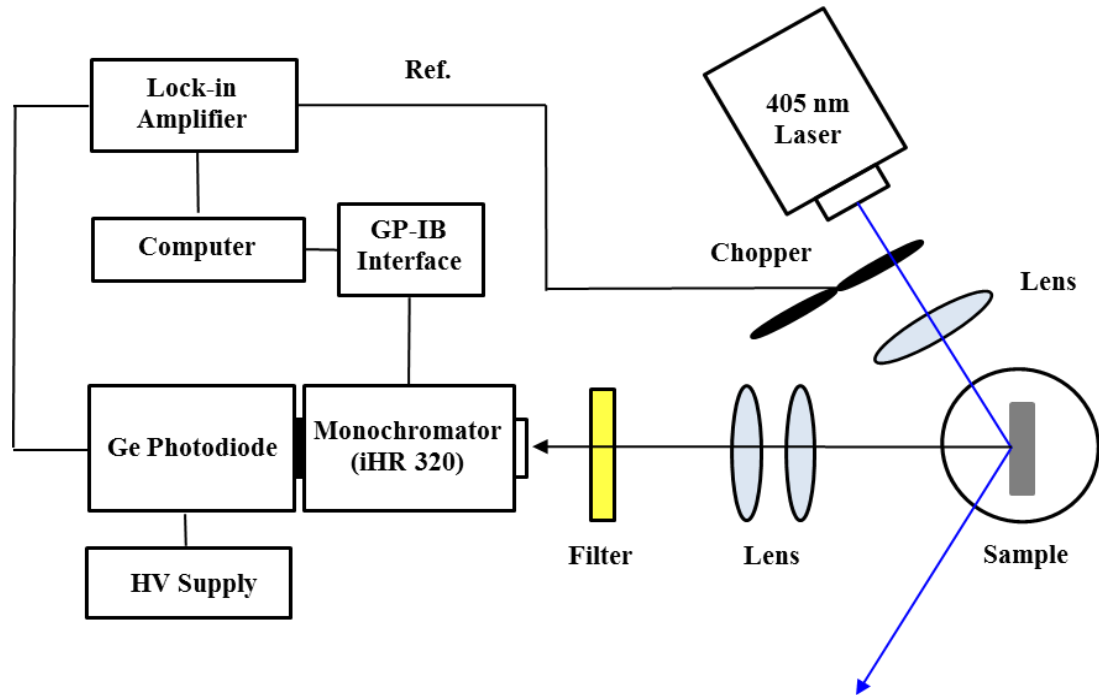 Lock-in
Amplifier
Ref.
405 nm
Laser
Computer
GP-IB
Interface
Chopper
Lens
Ge Photodiode
Monochromator
(iHR 320)
Filter
Lens
Sample
HV Supply